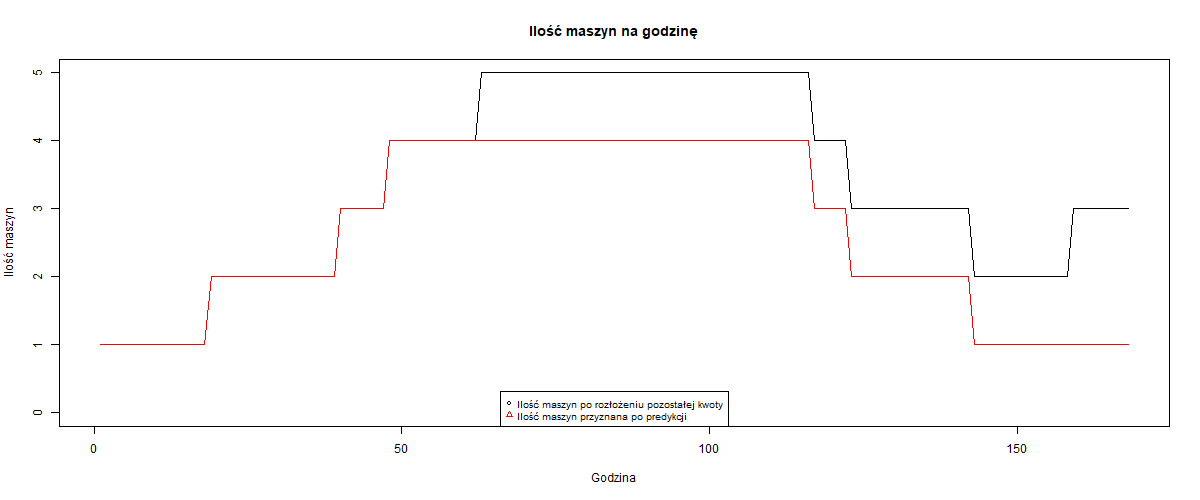 Ilość maszyn na godzinę
Ilość maszyn
5
4
3
2
1
0
Ilość maszyn po rozłożeniu pozostałej kwoty
Ilość maszyn przyznana po predykcji
0 50 100 150
Godzina